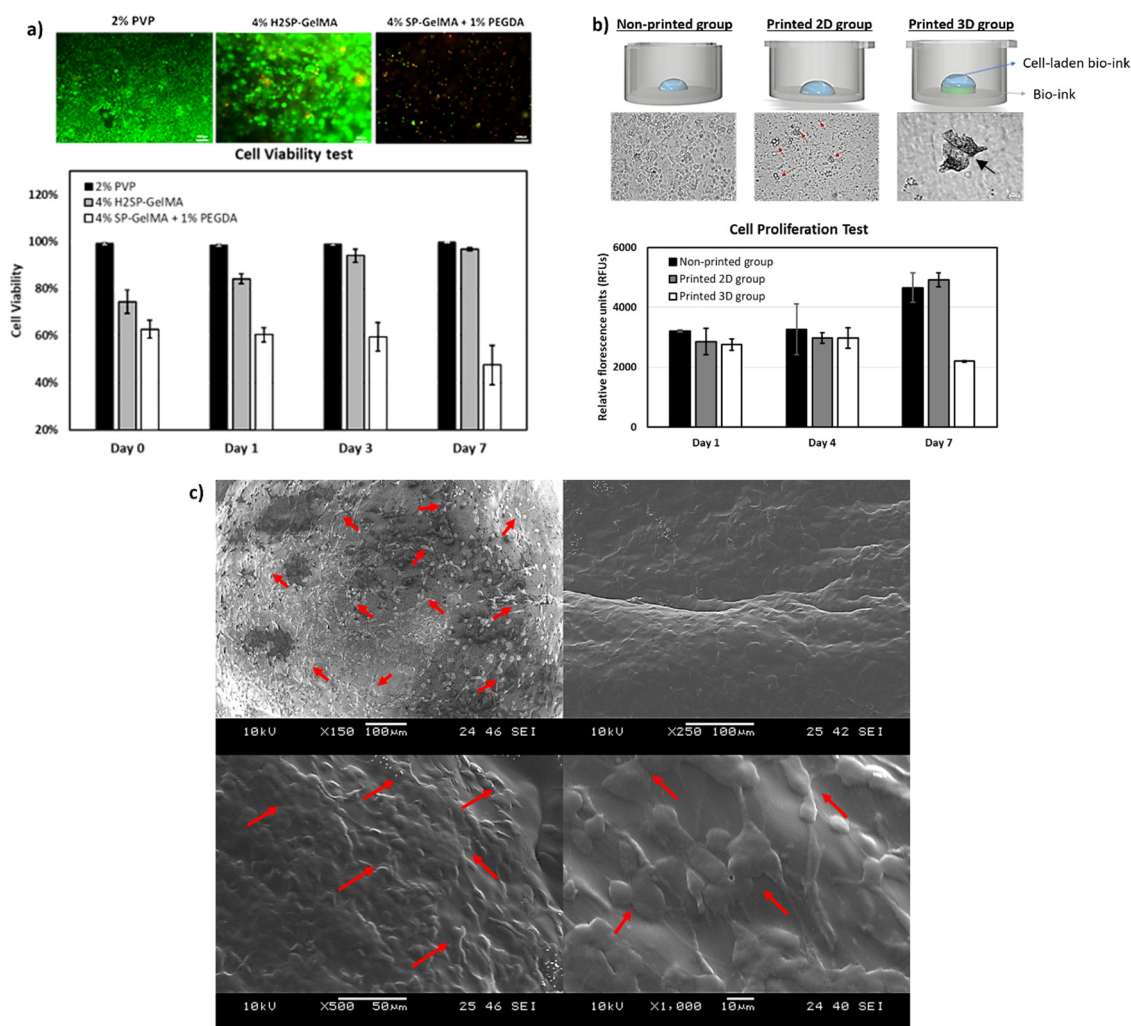 a)
2% PVP
4% H2SP-GelMA
4% SP-GelMA + 1% PEGDA
Cell Viability test
120%
100%
80%
60%
40%
20%
Cell Viability
2% PVP
4% H2SP-GelMA
4% SP-GelMA + 1% PEGDA
Day 0
Day 1
Day 3
Day 7
b)
Non-printed group
Printed 2D group
Printed 3D group
Cell-laden bio-ink
Bio-ink
Cell Proliferation Test
6000
4000
2000
0
Relative florescence units (RFUs)
Non-printed group
Printed 2D group
Printed 3D group
Day 1
Day 4
Day 7
c)
10kV X150 100µm 24 46 SEI
10kV X250 100µm 25 42 SEI
10kV X500 50µm 25 46 SEI
10kV X1,000 10µm 24 40 SEI